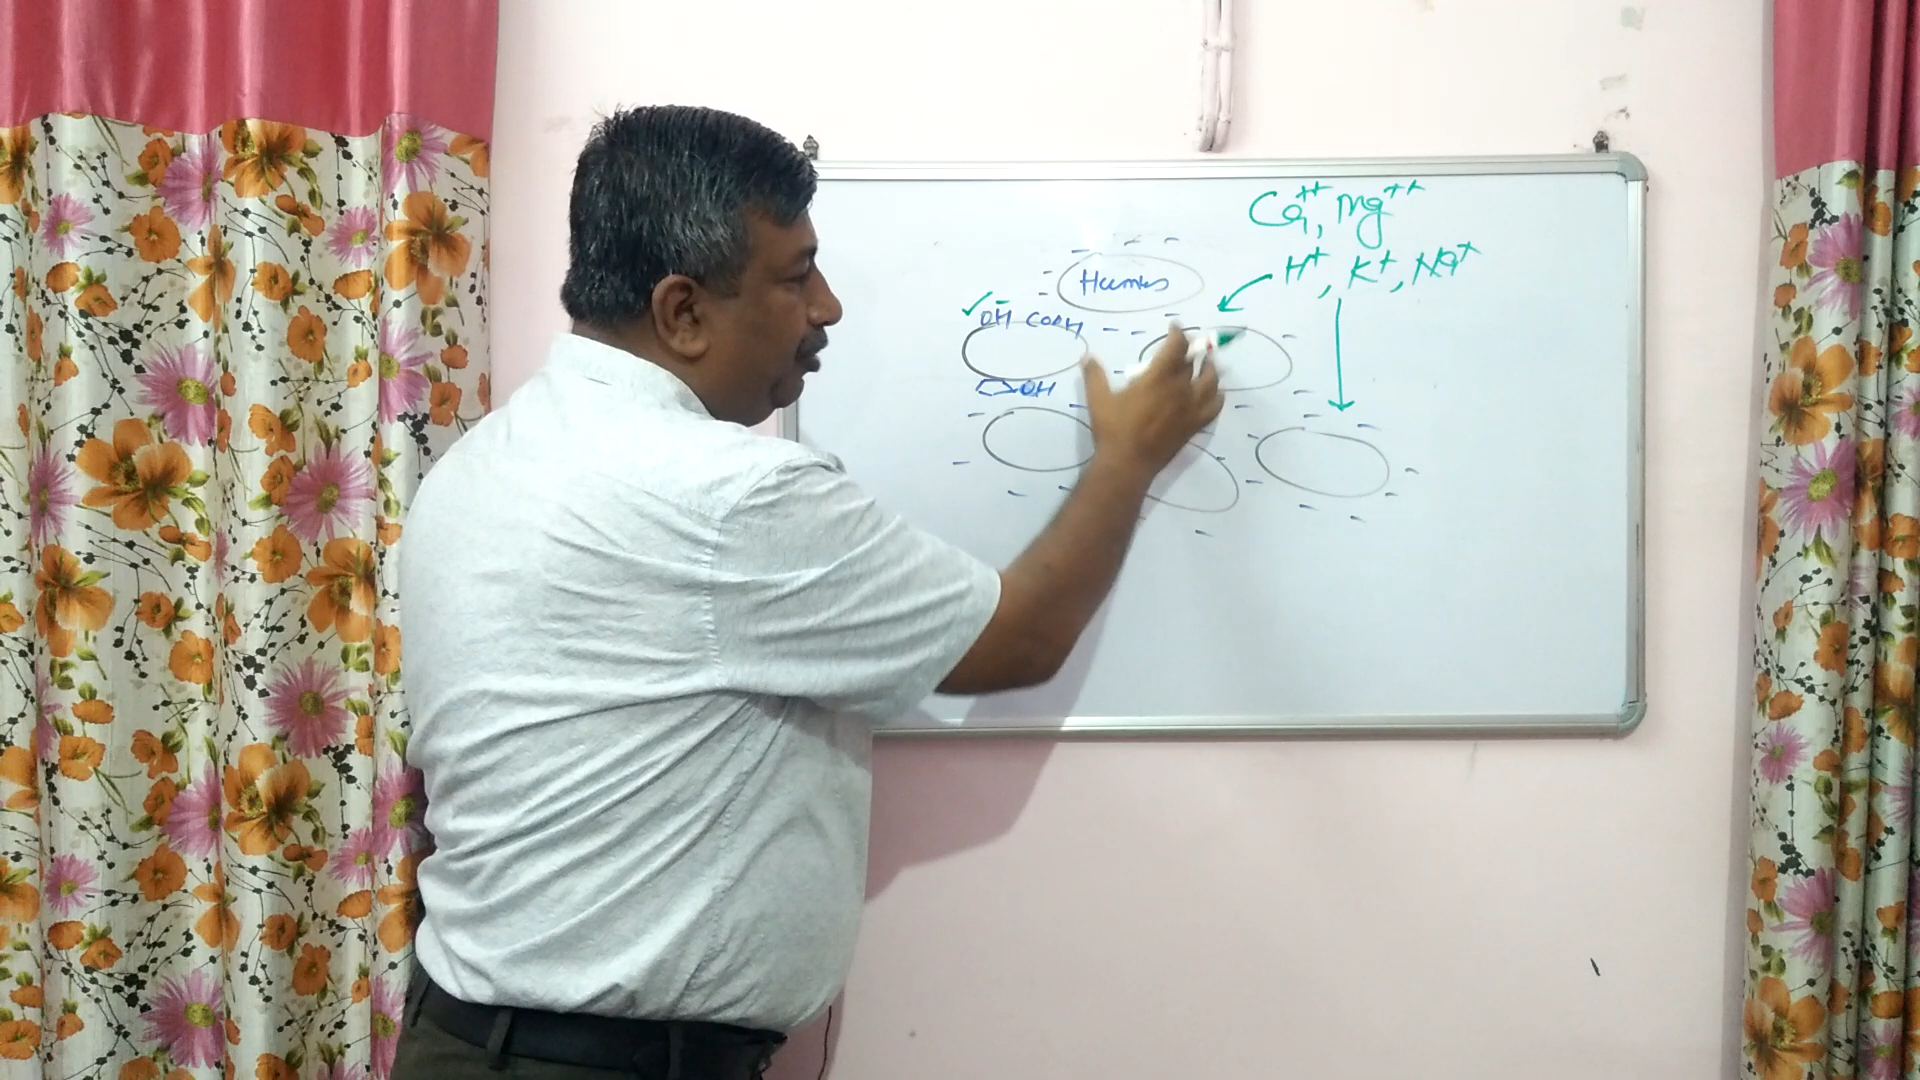 Ca++, Mg++
H+, K+, Na+
Humus
OH COOH
OH